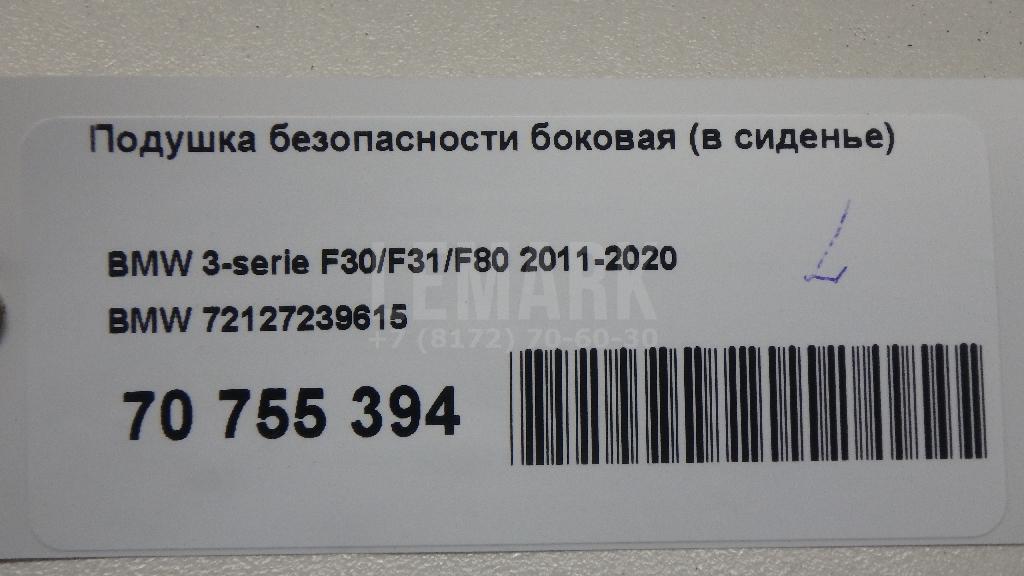 Подушка безопасности боковая (в сиденье)
L
BMW 3-serie F30/F31/F80 2011-2020
LEMARK
BMW 72127239615
+7 (8172) 70-60-30
70 755 394